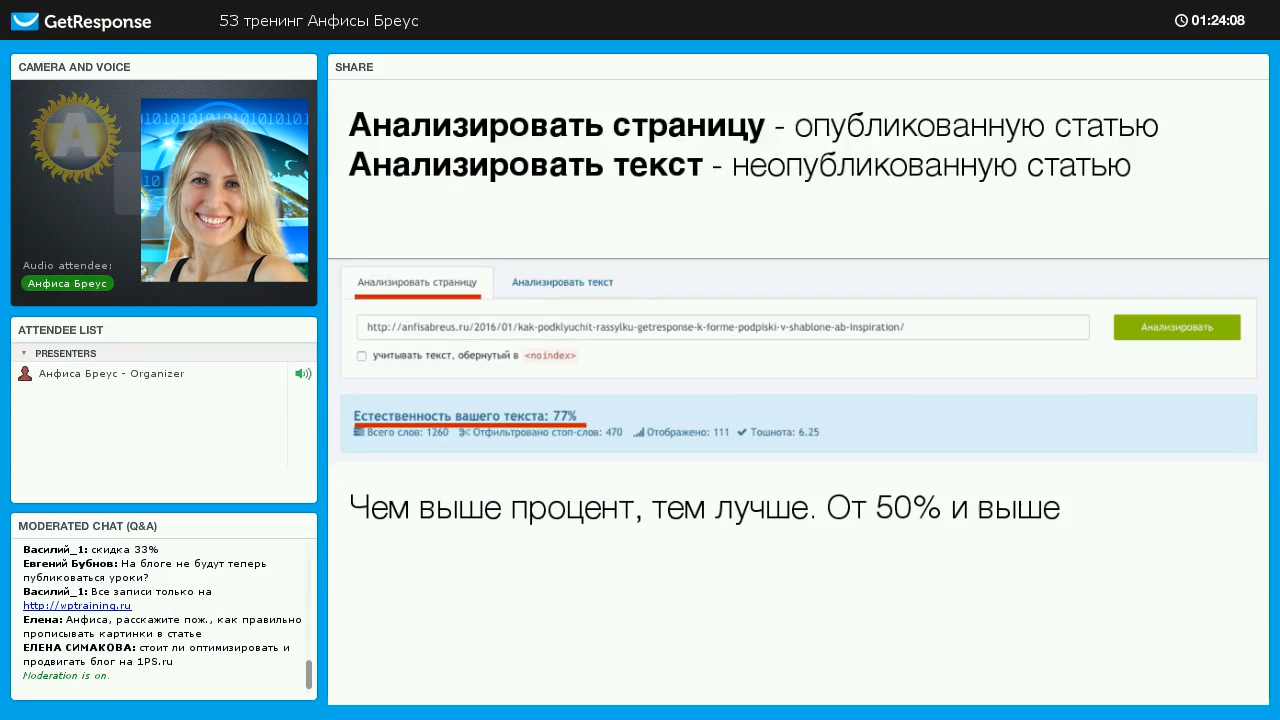 GetResponse
53 тренинг Анфисы Бреус
01:24:08
CAMERA AND VOICE
A
Audio attendee:
Анфиса Бреус
ATTENDEE LIST
PRESENTERS
Анфиса Бреус - Organizer
MODERATED CHAT (Q&A)
Василий_1: скидка 33%
Евгений Бубнов: На блоге не будут теперь
публиковаться уроки?
Василий_1: Все записи только на
http://wptraining.ru
Елена: Анфиса, расскажите пож., как правильно
прописывать картинки в статье
ЕЛЕНА СИМАКОВА: стоит ли оптимизировать и
продвигать блог на 1PS.ru
Moderation is on.
SHARE
Анализировать страницу - опубликованную статью
Анализировать текст - неопубликованную статью
Анализировать страницу Анализировать текст
http://anfisabreus.ru/2016/01/kak-podklyuchit-rassylku-getresponse-k-forme-podpiski-v-shablone-ab-inspiration/
Анализировать
учитывать текст, обернутый в <noindex>
Естественность вашего текста: 77%
Всего слов: 1260 Отфильтровано стоп-слов: 470 Отображено: 111 Тошнота: 6.25
Чем выше процент, тем лучше. От 50% и выше